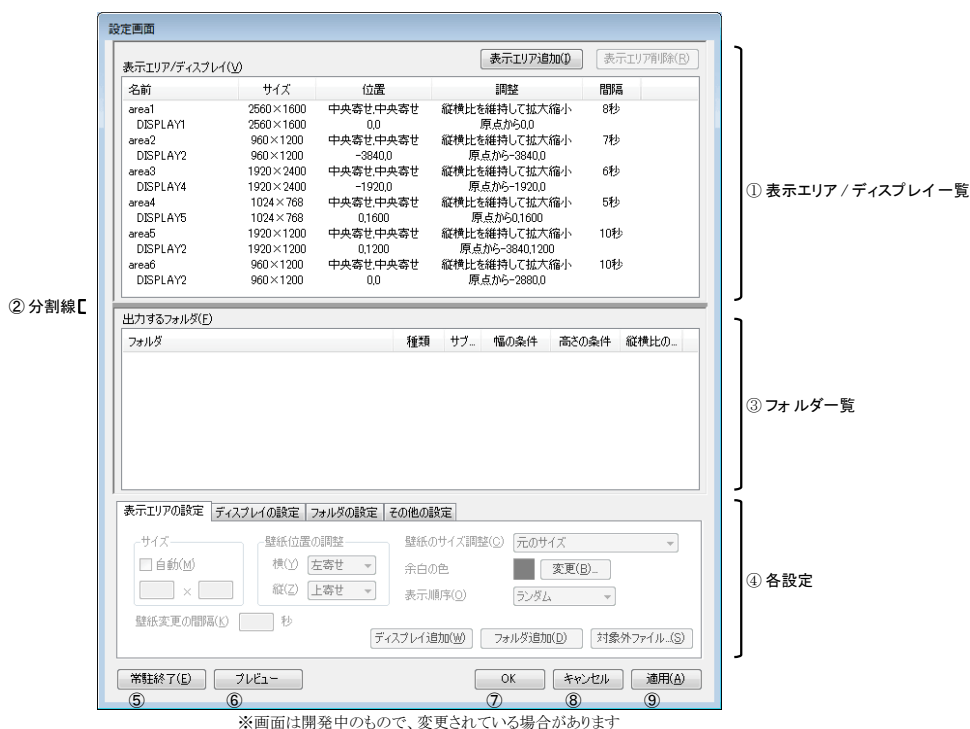 設定画面
表示エリア/ディスプレイ(V)
表示エリア追加(I)
表示エリア削除(R)
名前 サイズ 位置 調整 間隔
area1 2560×1600 中央寄せ,中央寄せ 縦横比を維持して拡大縮小 8秒
DISPLAY1 2560×1600 0,0 原点から0,0
area2 960×1200 中央寄せ,中央寄せ 縦横比を維持して拡大縮小 7秒
DISPLAY2 960×1200 -3840,0 原点から-3840,0
area3 1920×2400 中央寄せ,中央寄せ 縦横比を維持して拡大縮小 6秒
DISPLAY4 1920×2400 -1920,0 原点から-1920,0
area4 1024×768 中央寄せ,中央寄せ 縦横比を維持して拡大縮小 5秒
DISPLAY5 1024×768 0,1600 原点から0,1600
area5 1920×1200 中央寄せ,中央寄せ 縦横比を維持して拡大縮小 10秒
DISPLAY2 1920×1200 0,1200 原点から-3840,1200
area6 960×1200 中央寄せ,中央寄せ 縦横比を維持して拡大縮小 10秒
DISPLAY2 960×1200 0,0 原点から-2880,0
① 表示エリア / ディスプレイ一覧
② 分割線
出力するフォルダ(F)
フォルダ 種類 サブ... 幅の条件 高さの条件 縦横比の...
③ フォルダ一覧
表示エリアの設定 ディスプレイの設定 フォルダの設定 その他の設定
サイズ
自動(M)
×
壁紙位置の調整
横(Y) 左寄せ
縦(Z) 上寄せ
壁紙のサイズ調整(C) 元のサイズ
余白の色 変更(B)...
表示順序(O) ランダム
壁紙変更の間隔(K) 秒
ディスプレイ追加(W) フォルダ追加(D) 対象外ファイル...(S)
④ 各設定
常駐終了(E) プレビュー OK キャンセル 適用(A)
⑤ ⑥ ⑦ ⑧ ⑨
※画面は開発中のもので、変更されている場合があります